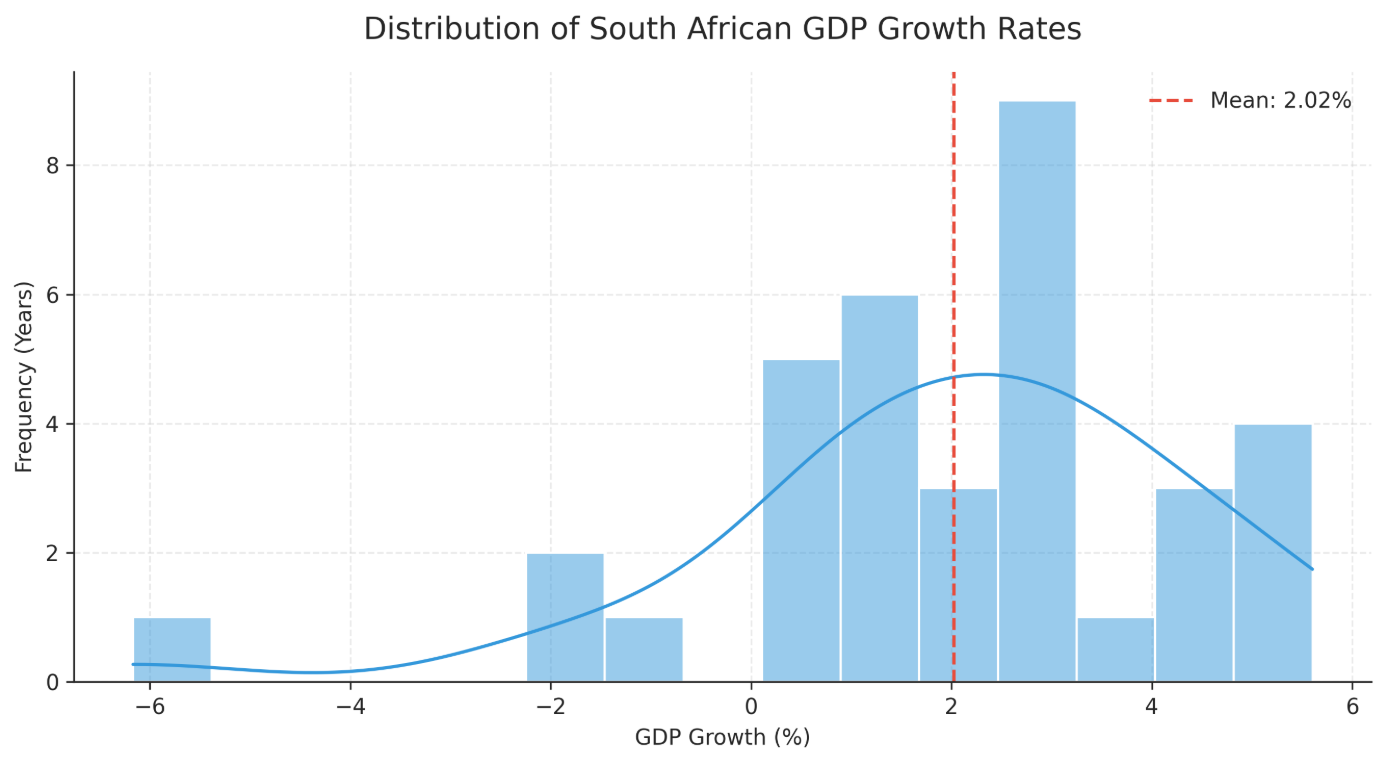 Distribution of South African GDP Growth Rates
Mean: 2.02%
Frequency (Years)
8
6
4
2
0
−6 −4 −2 0 2 4 6
GDP Growth (%)